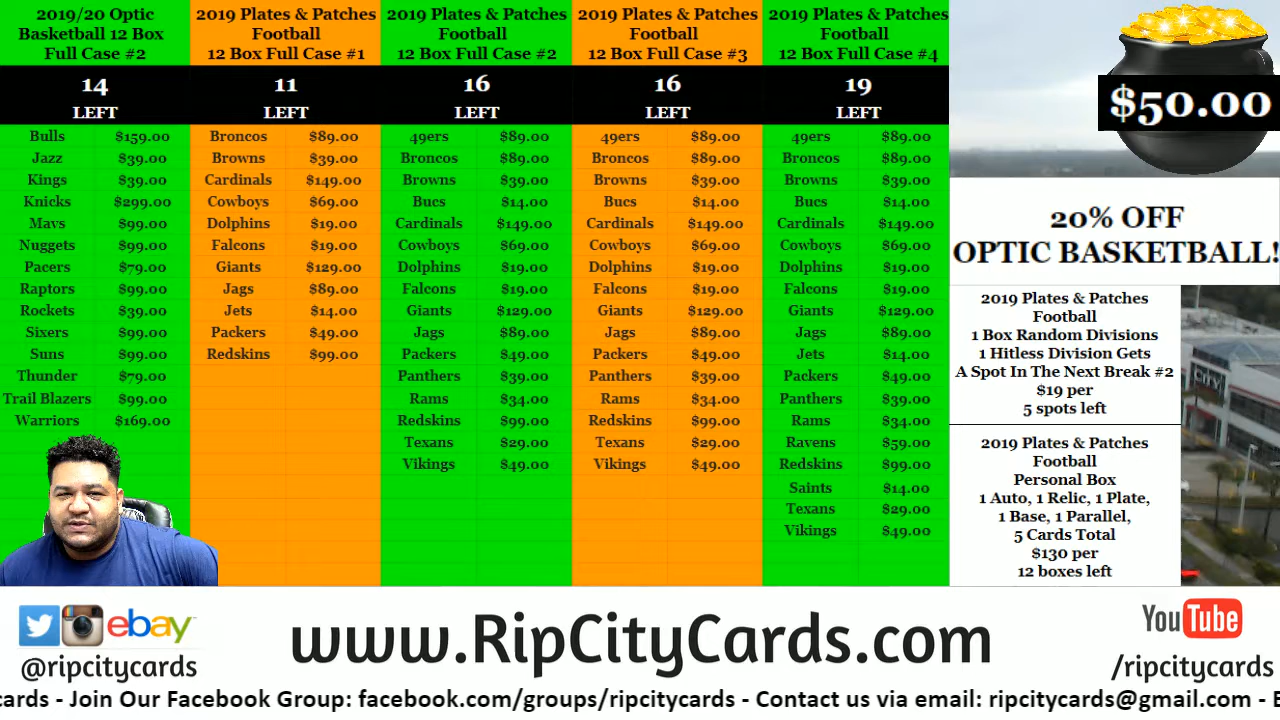 2019/20 Optic
Basketball 12 Box
Full Case #2
14
LEFT
Bulls $159.00
Jazz $39.00
Kings $39.00
Knicks $299.00
Mavs $99.00
Nuggets $99.00
Pacers $79.00
Raptors $99.00
Rockets $39.00
Sixers $99.00
Suns $99.00
Thunder $79.00
Trail Blazers $99.00
Warriors $169.00
2019 Plates & Patches
Football
12 Box Full Case #1
11
LEFT
Broncos $89.00
Browns $39.00
Cardinals $149.00
Cowboys $69.00
Dolphins $19.00
Falcons $19.00
Giants $129.00
Jags $89.00
Jets $14.00
Packers $49.00
Redskins $99.00
2019 Plates & Patches
Football
12 Box Full Case #2
16
LEFT
49ers $89.00
Broncos $89.00
Browns $39.00
Bucs $14.00
Cardinals $149.00
Cowboys $69.00
Dolphins $19.00
Falcons $19.00
Giants $129.00
Jags $89.00
Packers $49.00
Panthers $39.00
Rams $34.00
Redskins $99.00
Texans $29.00
Vikings $49.00
2019 Plates & Patches
Football
12 Box Full Case #3
16
LEFT
49ers $89.00
Broncos $89.00
Browns $39.00
Bucs $14.00
Cardinals $149.00
Cowboys $69.00
Dolphins $19.00
Falcons $19.00
Giants $129.00
Jags $89.00
Packers $49.00
Panthers $39.00
Rams $34.00
Redskins $99.00
Texans $29.00
Vikings $49.00
2019 Plates & Patches
Football
12 Box Full Case #4
19
LEFT
49ers $89.00
Broncos $89.00
Browns $39.00
Bucs $14.00
Cardinals $149.00
Cowboys $69.00
Dolphins $19.00
Falcons $19.00
Giants $129.00
Jags $89.00
Jets $14.00
Packers $49.00
Panthers $39.00
Rams $34.00
Ravens $59.00
Redskins $99.00
Saints $14.00
Texans $29.00
Vikings $49.00
$50.00
20% OFF
OPTIC BASKETBALL!
2019 Plates & Patches
Football
1 Box Random Divisions
1 Hitless Division Gets
A Spot In The Next Break #2
$19 per
5 spots left
2019 Plates & Patches
Football
Personal Box
1 Auto, 1 Relic, 1 Plate,
1 Base, 1 Parallel,
5 Cards Total
$130 per
12 boxes left
ebay
@ripcitycards
www.RipCityCards.com
YouTube
/ripcitycards
cards - Join Our Facebook Group: facebook.com/groups/ripcitycards - Contact us via email: ripcitycards@gmail.com - E